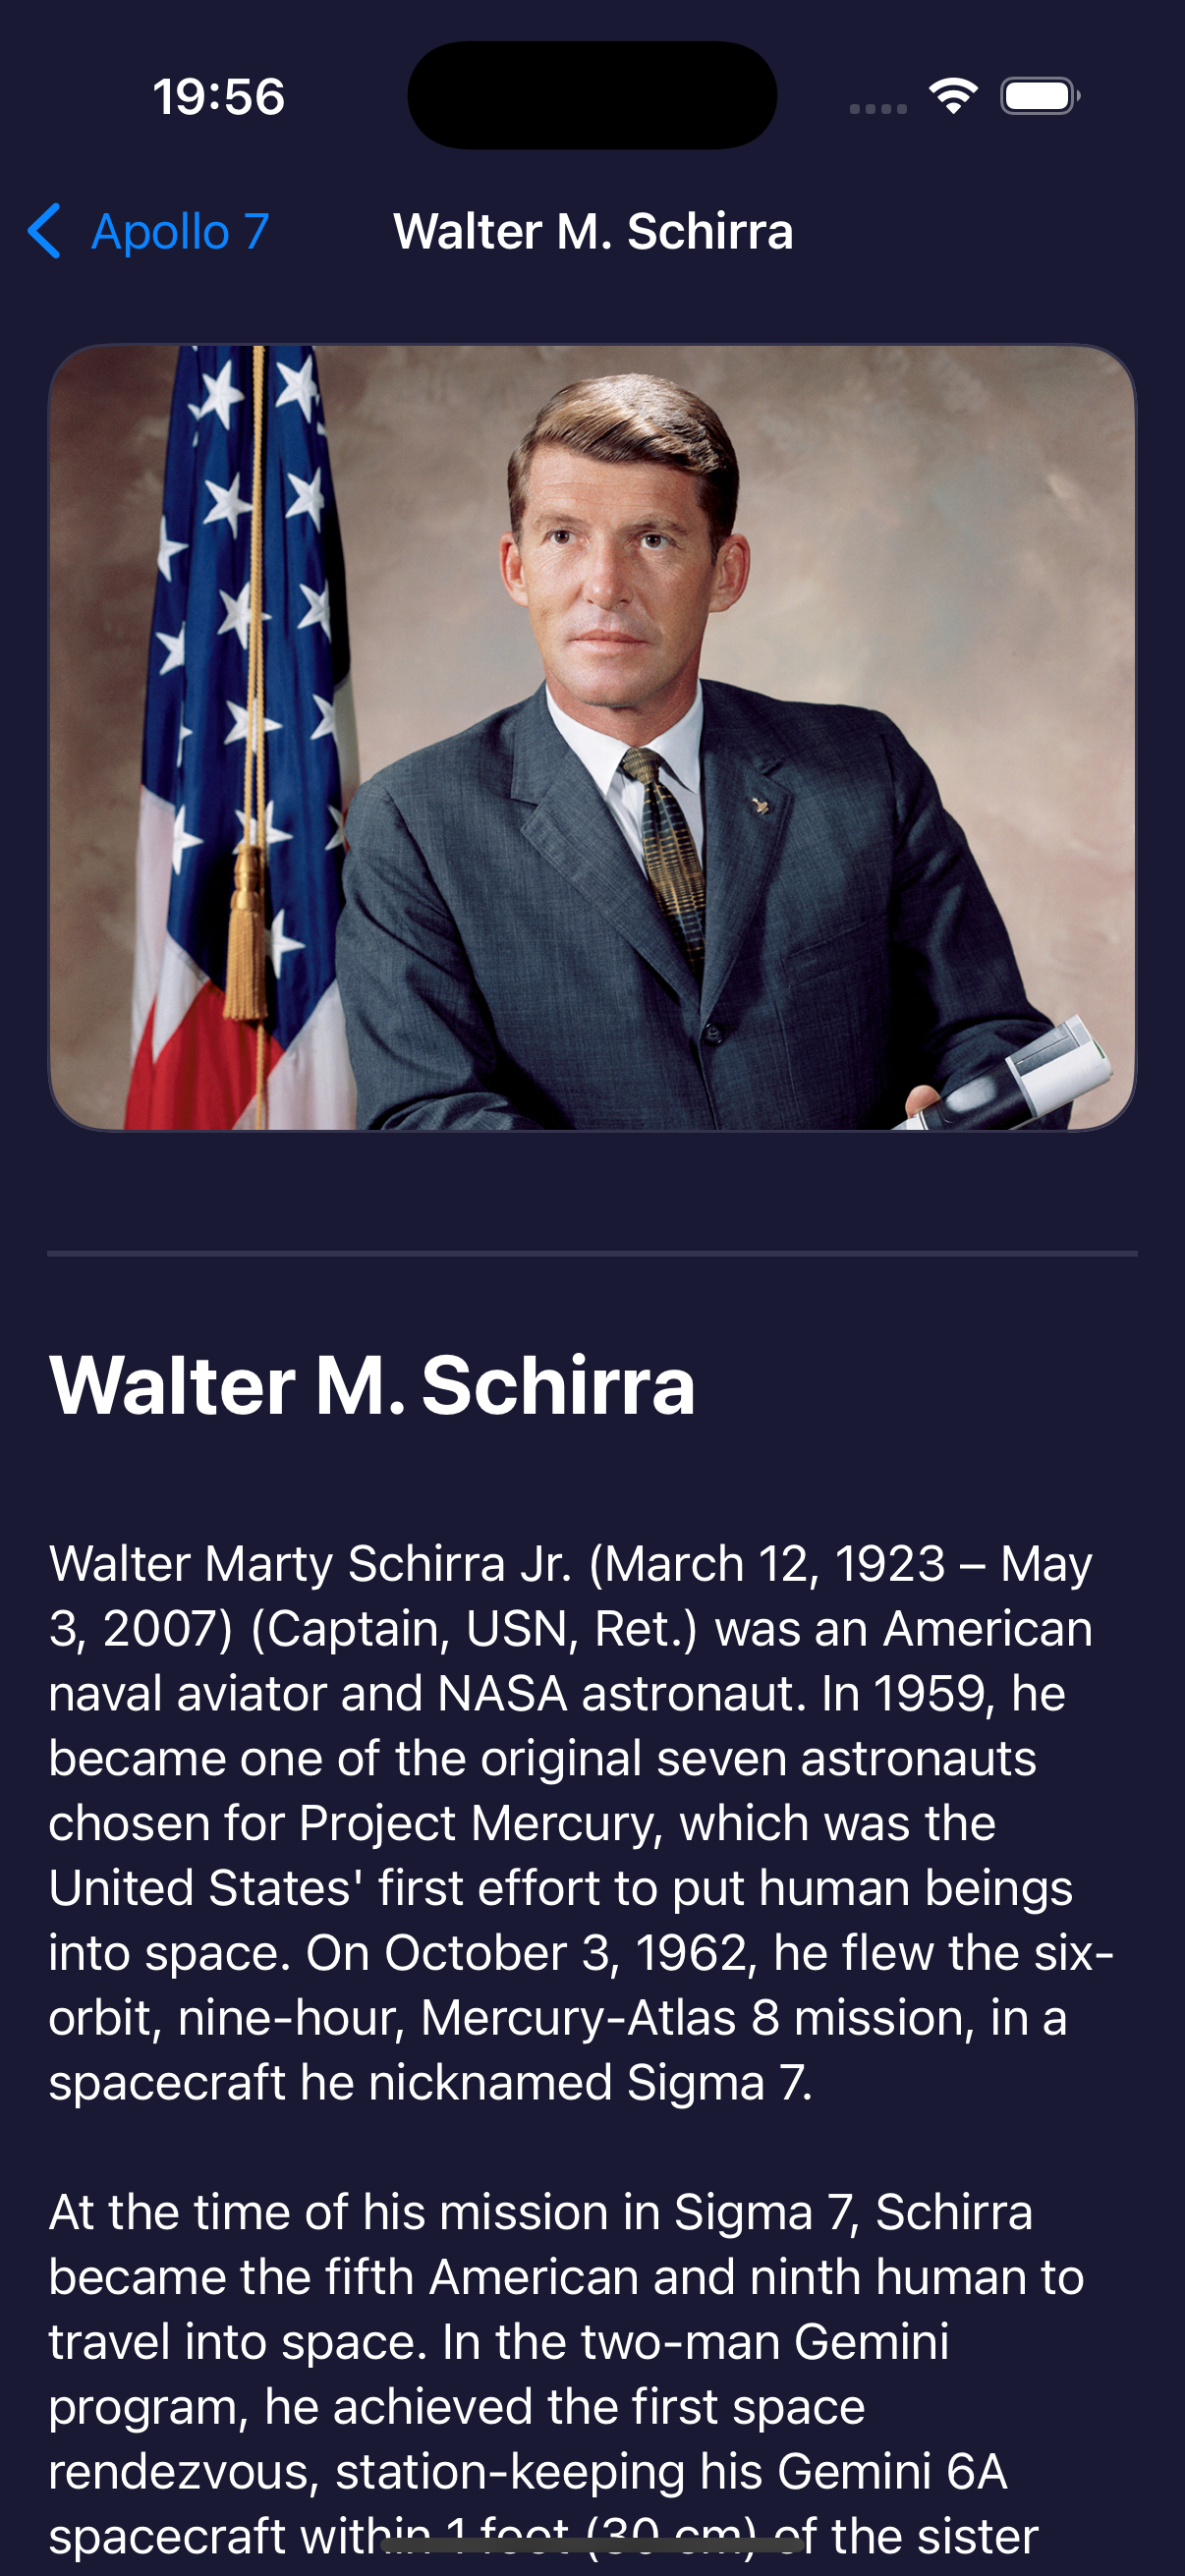 19:56
Apollo 7
Walter M. Schirra
Walter M. Schirra
Walter Marty Schirra Jr. (March 12, 1923 – May
3, 2007) (Captain, USN, Ret.) was an American
naval aviator and NASA astronaut. In 1959, he
became one of the original seven astronauts
chosen for Project Mercury, which was the
United States' first effort to put human beings
into space. On October 3, 1962, he flew the six-
orbit, nine-hour, Mercury-Atlas 8 mission, in a
spacecraft he nicknamed Sigma 7.
At the time of his mission in Sigma 7, Schirra
became the fifth American and ninth human to
travel into space. In the two-man Gemini
program, he achieved the first space
rendezvous, station-keeping his Gemini 6A
spacecraft within 1 foot (30 cm) of the sister